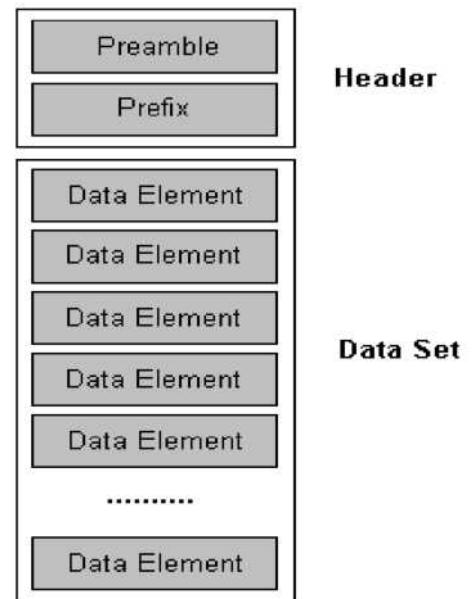 Preamble
Header
Prefix
Data Element
Data Element
Data Element
Data Set
Data Element
Data Element
..........
Data Element